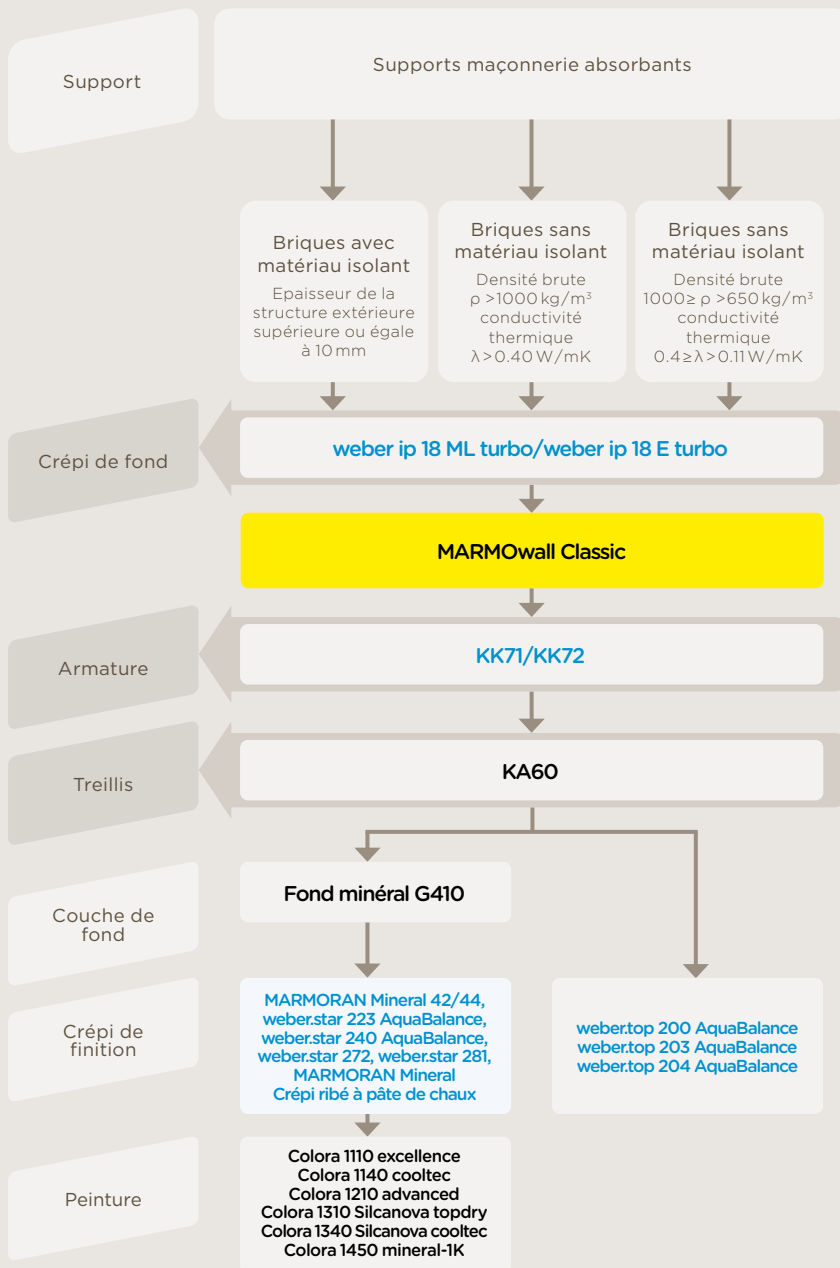 Support
Supports maçonnerie absorbants
Briques avec
matériau isolant
Epaisseur de la
structure extérieure
supérieure ou égale
à 10 mm
Briques sans
matériau isolant
Densité brute
ρ >1000 kg/m³
conductivité
thermique
λ>0.40 W/mK
Briques sans
matériau isolant
Densité brute
1000≥ ρ >650 kg/m³
conductivité
thermique
0.4≥λ>0.11 W/mK
Crépi de fond
weber ip 18 ML turbo/weber ip 18 E turbo
MARMOwall Classic
Armature
KK71/KK72
Treillis
KA60
Couche de
fond
Fond minéral G410
Crépi de
finition
MARMORAN Mineral 42/44,
weber.star 223 AquaBalance,
weber.star 240 AquaBalance,
weber.star 272, weber.star 281,
MARMORAN Mineral
Crépi ribé à pâte de chaux
weber.top 200 AquaBalance
weber.top 203 AquaBalance
weber.top 204 AquaBalance
Peinture
Colora 1110 excellence
Colora 1140 cooltec
Colora 1210 advanced
Colora 1310 Silcanova topdry
Colora 1340 Silcanova cooltec
Colora 1450 mineral-1K